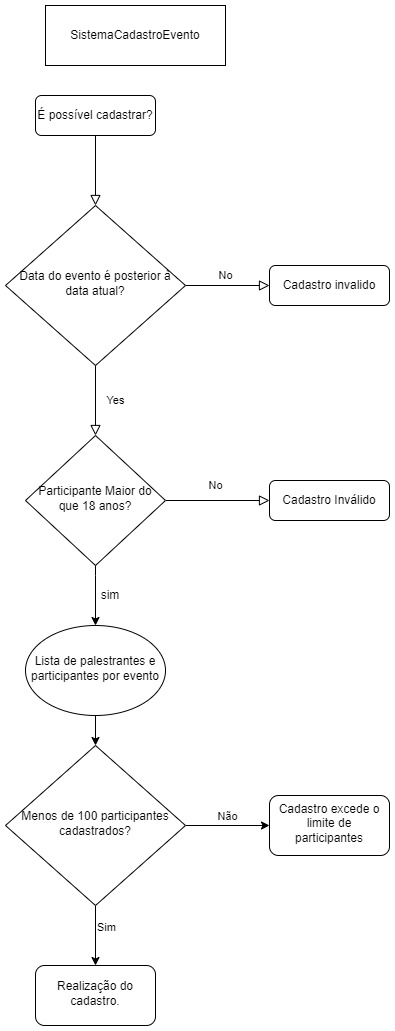 SistemaCadastroEvento
É possível cadastrar?
Data do evento é posterior a
data atual?
No
Cadastro invalido
Yes
Participante Maior do
que 18 anos?
No
Cadastro Inválido
sim
Lista de palestrantes e
participantes por evento
Menos de 100 participantes
cadastrados?
Não
Cadastro excede o
limite de
participantes
Sim
Realização do
cadastro.